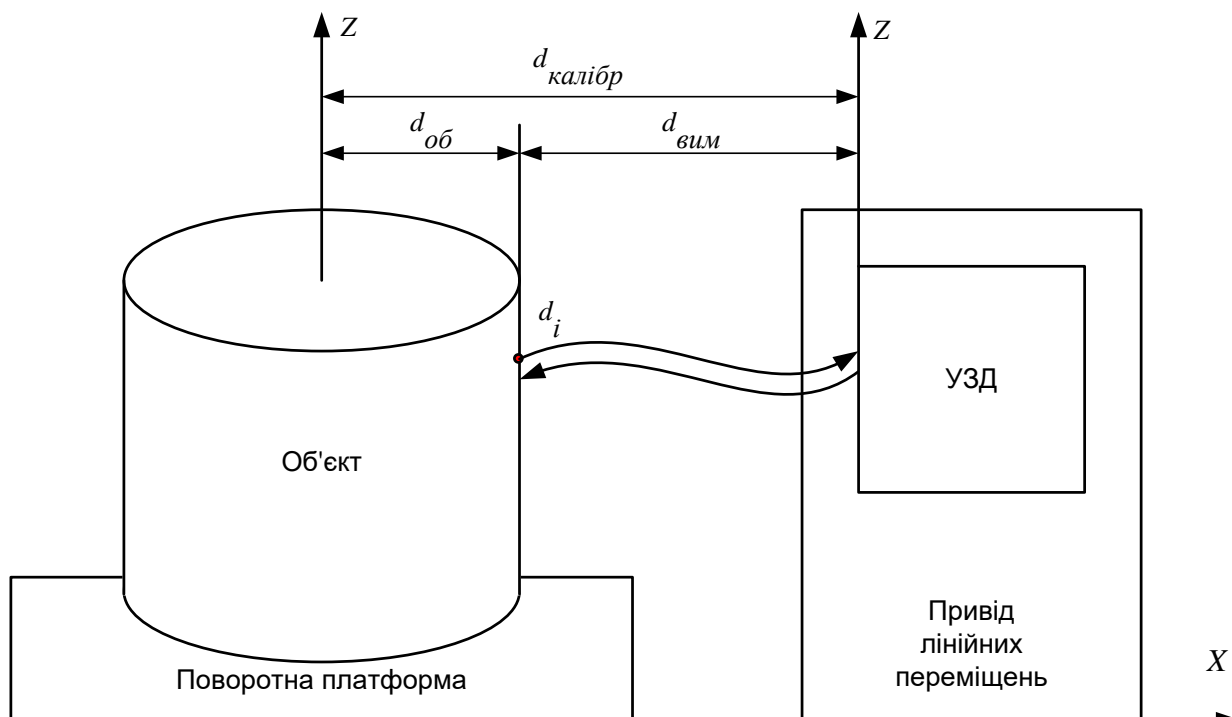 Z
Z
d калібр
d об
d вим
d i
УЗД
Об'єкт
Привід
лінійних
переміщень
X
Поворотна платформа